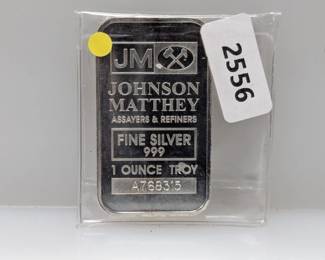 JM
JOHNSON
MATTHEY
ASSAYERS & REFINERS
FINE SILVER
999
1 OUNCE TROY
A768315
2556